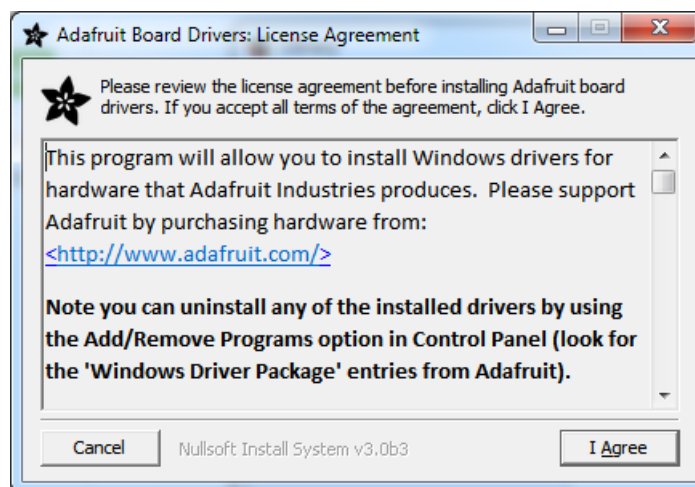 Adafruit Board Drivers: License Agreement
Please review the license agreement before installing Adafruit board
drivers. If you accept all terms of the agreement, click I Agree.
This program will allow you to install Windows drivers for
hardware that Adafruit Industries produces.  Please support
Adafruit by purchasing hardware from:
<http://www.adafruit.com/>
Note you can uninstall any of the installed drivers by using
the Add/Remove Programs option in Control Panel (look for
the 'Windows Driver Package' entries from Adafruit).
Cancel
Nullsoft Install System v3.0b3
I Agree